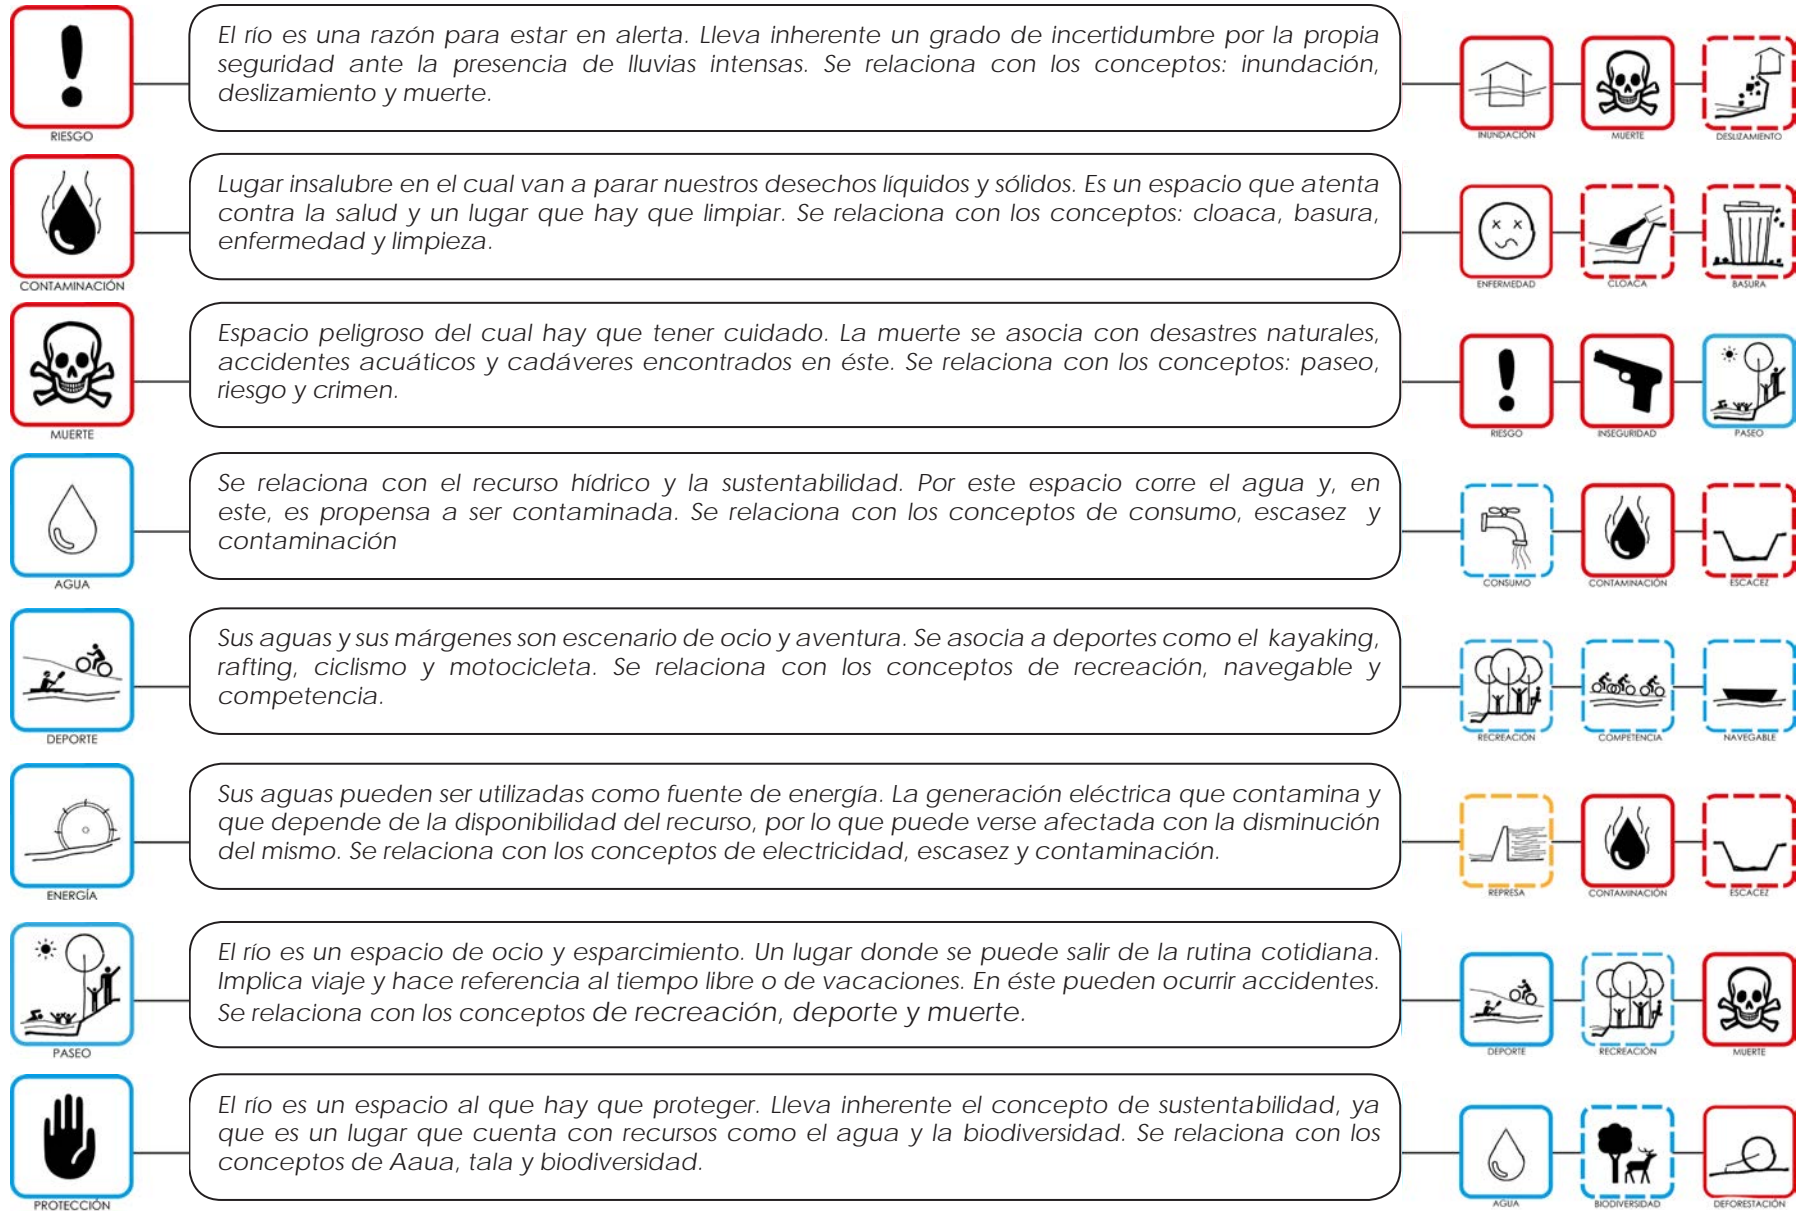 El río es una razón para estar en alerta. Lleva inherente un grado de incertidumbre por la propia
seguridad ante la presencia de lluvias intensas. Se relaciona con los conceptos: inundación,
deslizamiento y muerte.
RIESGO
INUNDACIÓN
MUERTE
DESLIZAMIENTO
Lugar insalubre en el cual van a parar nuestros desechos líquidos y sólidos. Es un espacio que atenta
contra la salud y un lugar que hay que limpiar. Se relaciona con los conceptos: cloaca, basura,
enfermedad y limpieza.
CONTAMINACIÓN
ENFERMEDAD
CLOACA
BASURA
Espacio peligroso del cual hay que tener cuidado. La muerte se asocia con desastres naturales,
accidentes acuáticos y cadáveres encontrados en éste. Se relaciona con los conceptos: paseo,
riesgo y crimen.
MUERTE
RIESGO
INSEGURIDAD
PASEO
Se relaciona con el recurso hídrico y la sustentabilidad. Por este espacio corre el agua y, en
este, es propensa a ser contaminada. Se relaciona con los conceptos de consumo, escasez y
contaminación
AGUA
CONSUMO
CONTAMINACIÓN
ESCACEZ
Sus aguas y sus márgenes son escenario de ocio y aventura. Se asocia a deportes como el kayaking,
rafting, ciclismo y motocicleta. Se relaciona con los conceptos de recreación, navegable y
competencia.
DEPORTE
RECREACIÓN
COMPETENCIA
NAVEGABLE
Sus aguas pueden ser utilizadas como fuente de energía. La generación eléctrica que contamina y
que depende de la disponibilidad del recurso, por lo que puede verse afectada con la disminución
del mismo. Se relaciona con los conceptos de electricidad, escasez y contaminación.
ENERGÍA
REPRESA
CONTAMINACIÓN
ESCACEZ
El río es un espacio de ocio y esparcimiento. Un lugar donde se puede salir de la rutina cotidiana.
Implica viaje y hace referencia al tiempo libre o de vacaciones. En éste pueden ocurrir accidentes.
Se relaciona con los conceptos de recreación, deporte y muerte.
PASEO
DEPORTE
RECREACIÓN
MUERTE
El río es un espacio al que hay que proteger. Lleva inherente el concepto de sustentabilidad, ya
que es un lugar que cuenta con recursos como el agua y la biodiversidad. Se relaciona con los
conceptos de Aaua, tala y biodiversidad.
PROTECCIÓN
AGUA
BIODIVERSIDAD
DEFORESTACIÓN